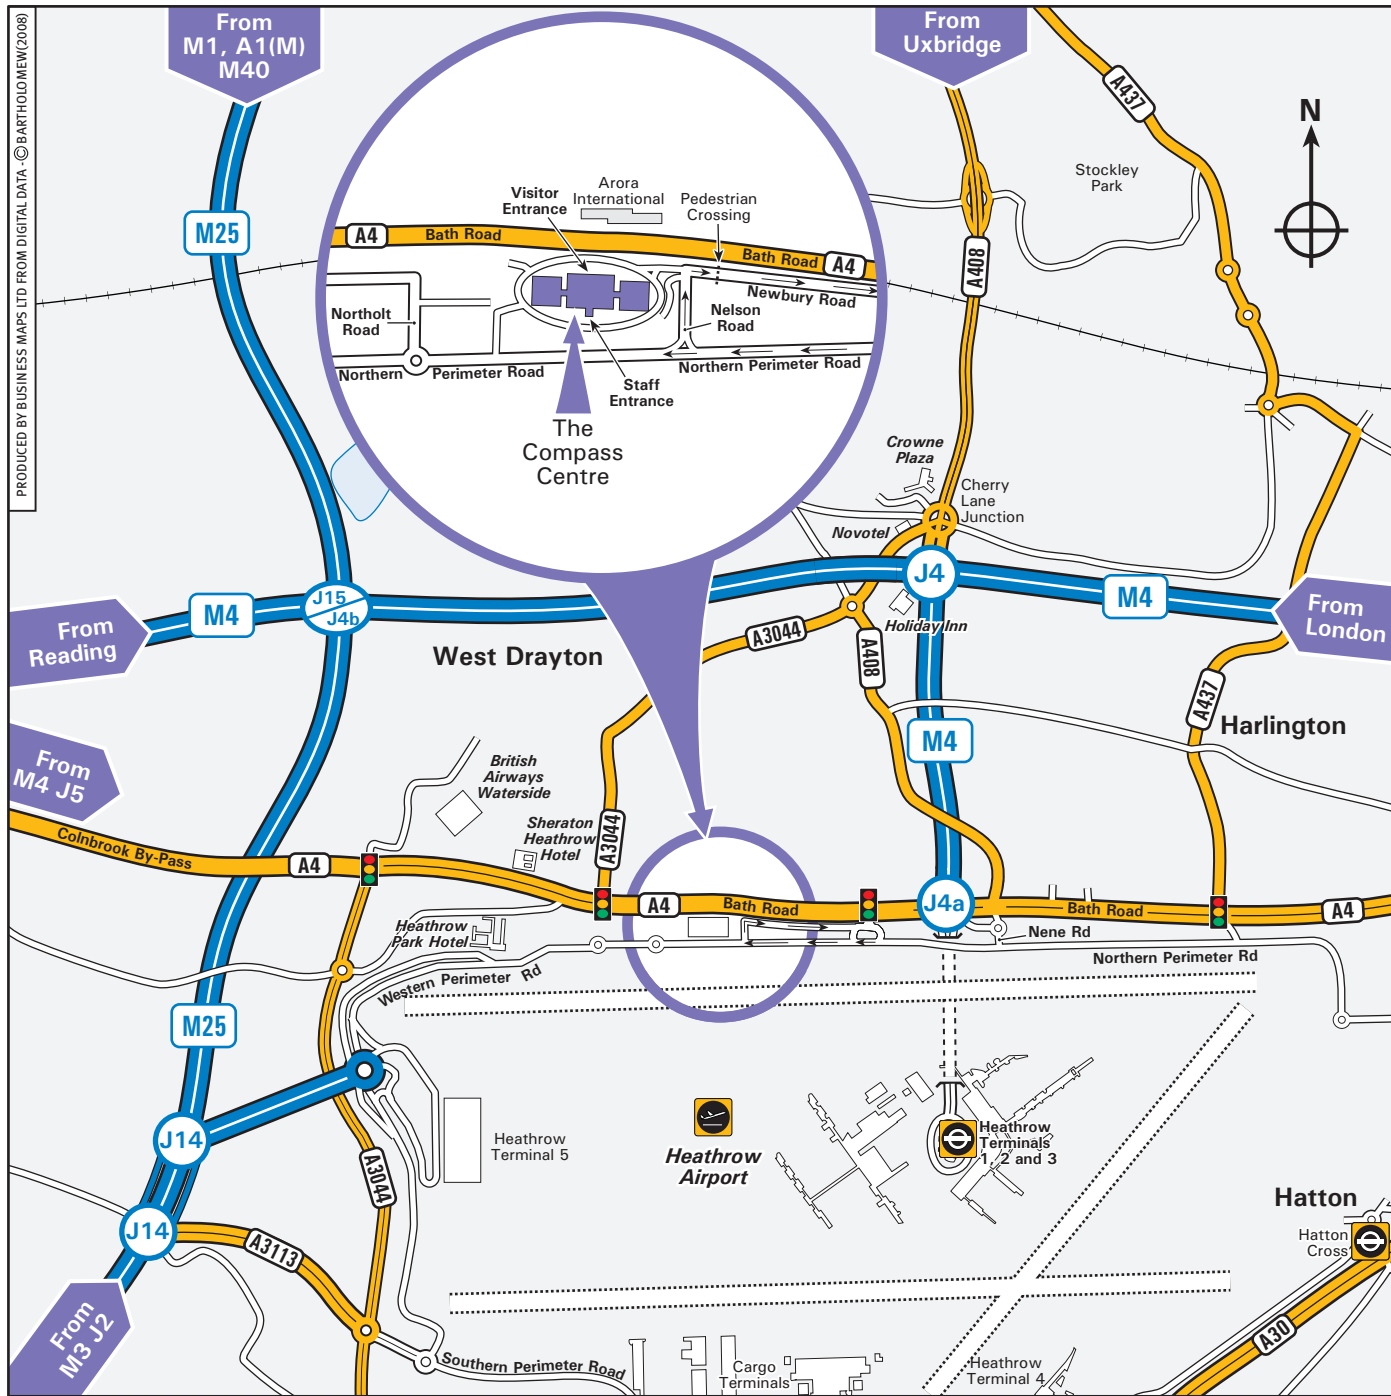 PRODUCED BY BUSINESS MAPS LTD FROM DIGITAL DATA - © BARTHOLOMEW(2008)
From
M1, A1(M)
M40
From
Uxbridge
A437
N
Stockley
Park
M25
A408
Visitor
Entrance
Arora
International
Pedestrian
Crossing
A4
Bath Road
Bath Road
A4
Newbury Road
Northolt
Road
Nelson
Road
Northern
Perimeter Road
Northern Perimeter Road
Staff
Entrance
The
Compass
Centre
Crowne
Plaza
Cherry
Lane
Junction
Novotel
J4
M4
From
London
Holiday Inn
From
Reading
M4
J15
J4b
West Drayton
A3044
A408
A437
Harlington
M4
From
M4 J5
British
Airways
Waterside
Sheraton
Heathrow
Hotel
A3044
Colnbrook By-Pass
A4
A4
Bath Road
J4a
Bath Road
A4
Heathrow
Park Hotel
Nene Rd
Northern Perimeter Rd
Western Perimeter Rd
M25
J14
Heathrow
Terminal 5
Heathrow
Airport
Heathrow
Terminals
1, 2 and 3
A3044
Hatton
Hatton
Cross
J14
A3113
From
M3 J2
Southern Perimeter Road
Cargo
Terminals
Heathrow
Terminal 4
A30